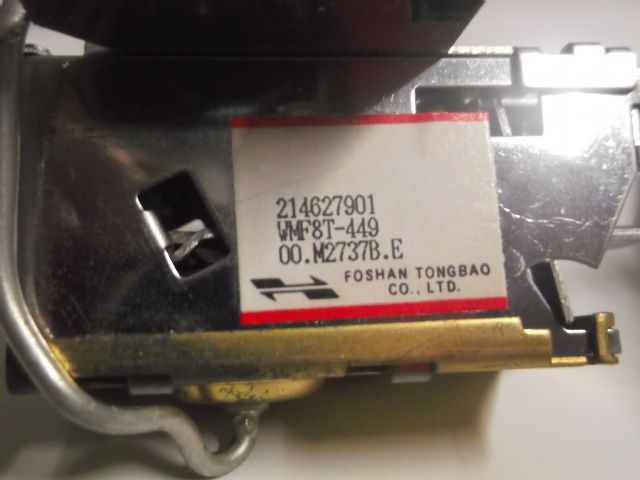 214627901
WMF8T-449
00.M2737B.E
FOSHAN TONGBAO
CO., LTD.